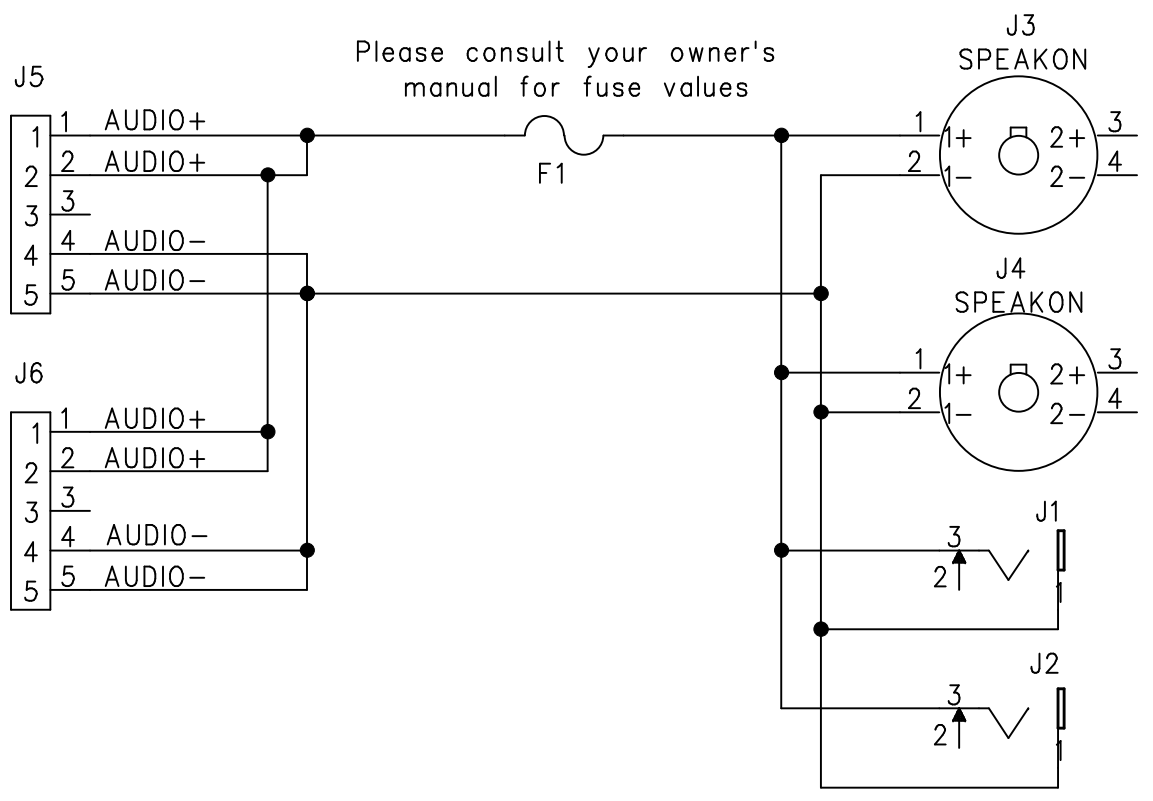 Please consult your owner's
manual for fuse values
J3
SPEAKON
J5
1 1 AUDIO+
2 2 AUDIO+
3 3
4 4 AUDIO-
5 5 AUDIO-
F1
1 1+ 2+ 3
2 1- 2- 4
J4
SPEAKON
1 1+ 2+ 3
2 1- 2- 4
J6
1 1 AUDIO+
2 2 AUDIO+
3 3
4 4 AUDIO-
5 5 AUDIO-
J1
3
2
1
J2
3
2
1